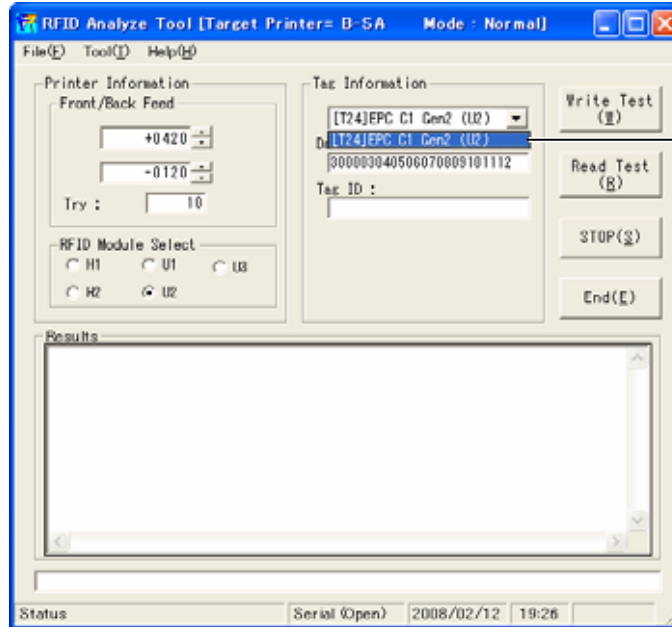 RFID Analyze Tool [Target Printer= B-SA Mode : Normal]
File(F) Tool(T) Help(H)
Printer Information
Front/Back Feed
+0420
-0120
Try : 10
RFID Module Select
H1 U1 U3
H2 U2
Tag Information
[T24]EPC C1 Gen2 (U2)
[T24]EPC C1 Gen2 (U2)
300003040506070809101112
Tag ID :
Write Test
(W)
Read Test
(R)
STOP(S)
End(E)
Results
Status Serial (Open) 2008/02/12 19:26